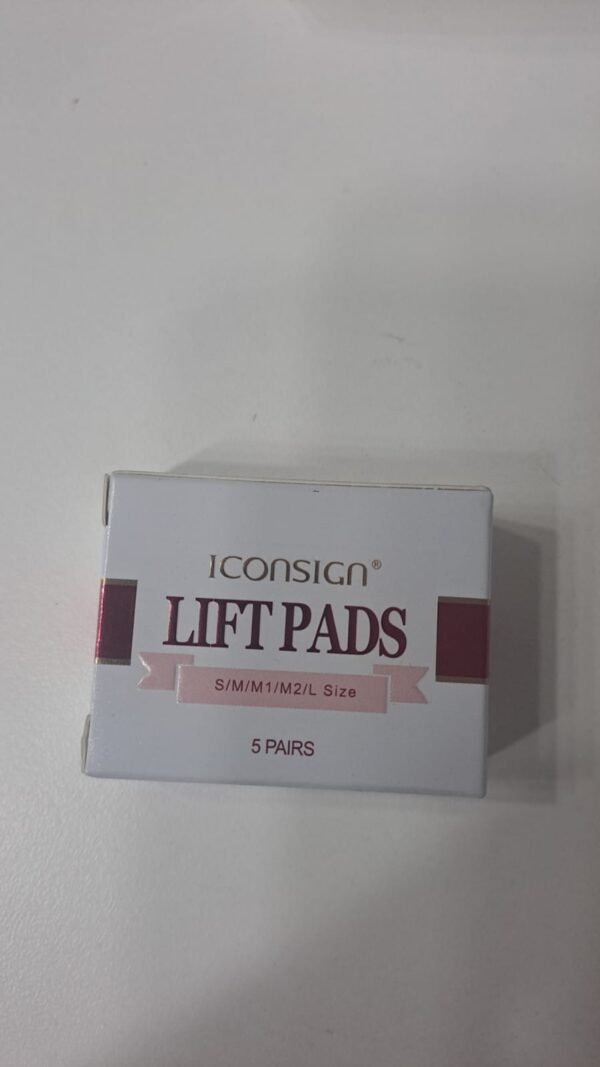 ICONSIGN®
LIFT PADS
S/M/M1/M2/L Size
5 PAIRS